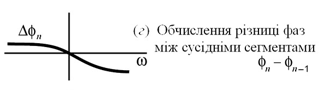 Δϕn
ω
(г) Обчислення різниці фаз
між сусідніми сегментами
ϕn − ϕn−1